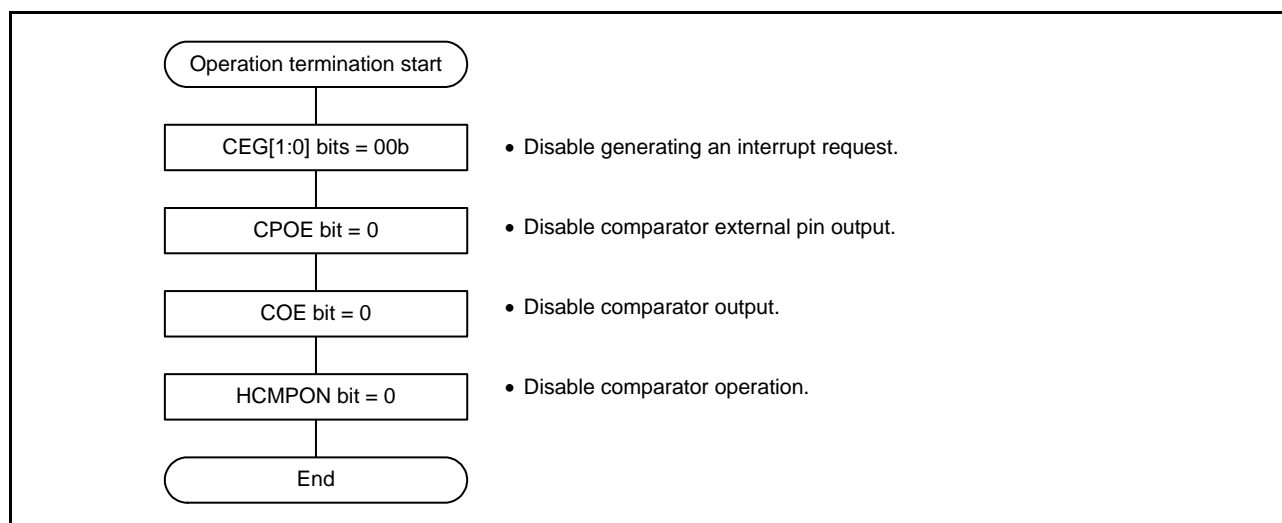 Operation termination start
CEG[1:0] bits = 00b
• Disable generating an interrupt request.
CPOE bit = 0
• Disable comparator external pin output.
COE bit = 0
• Disable comparator output.
HCMPON bit = 0
• Disable comparator operation.
End